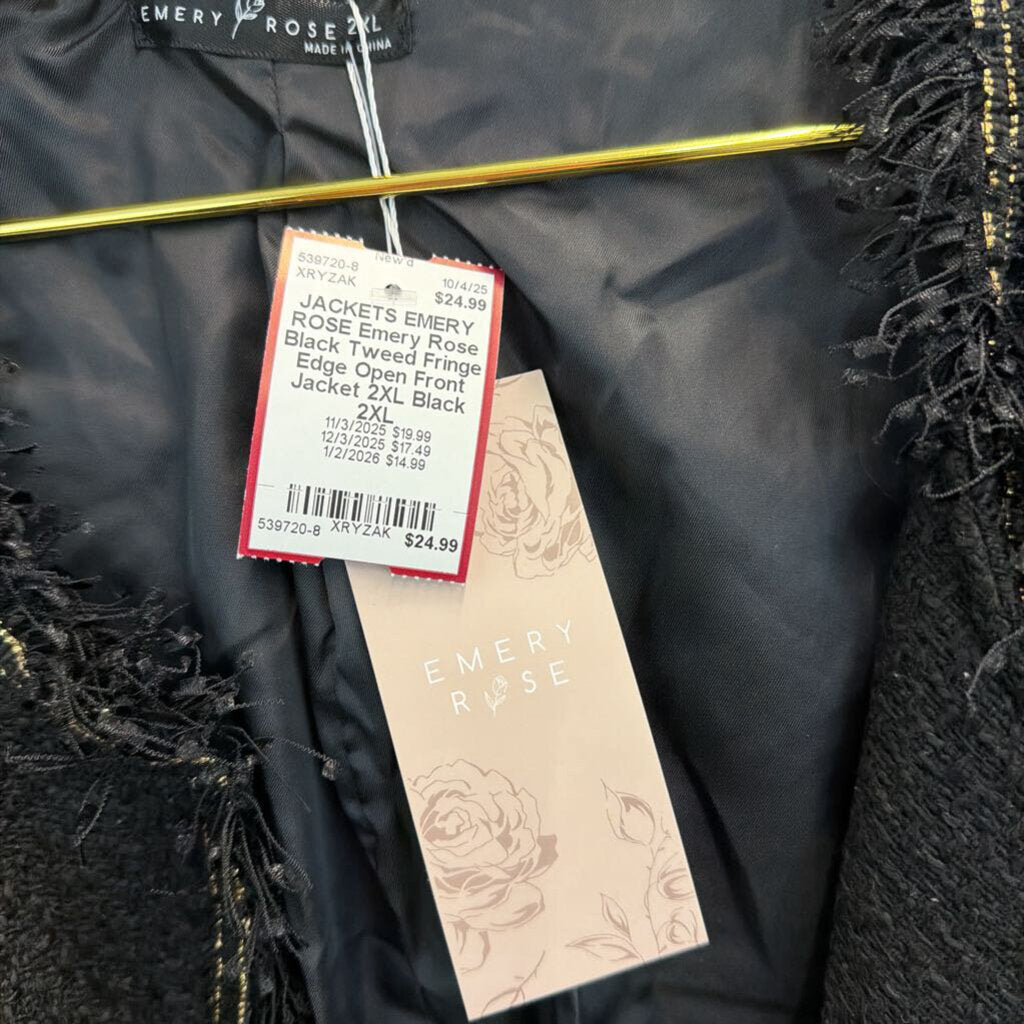 EMERY ROSE 2XL
MADE IN CHINA
539720-8 New d 10/4/25
XRYZAK $24.99
JACKETS EMERY
ROSE Emery Rose
Black Tweed Fringe
Edge Open Front
Jacket 2XL Black
2XL
11/3/2025 $19.99
12/3/2025 $17.49
1/2/2026 $14.99
539720-8 XRYZAK $24.99
EMERY
ROSE